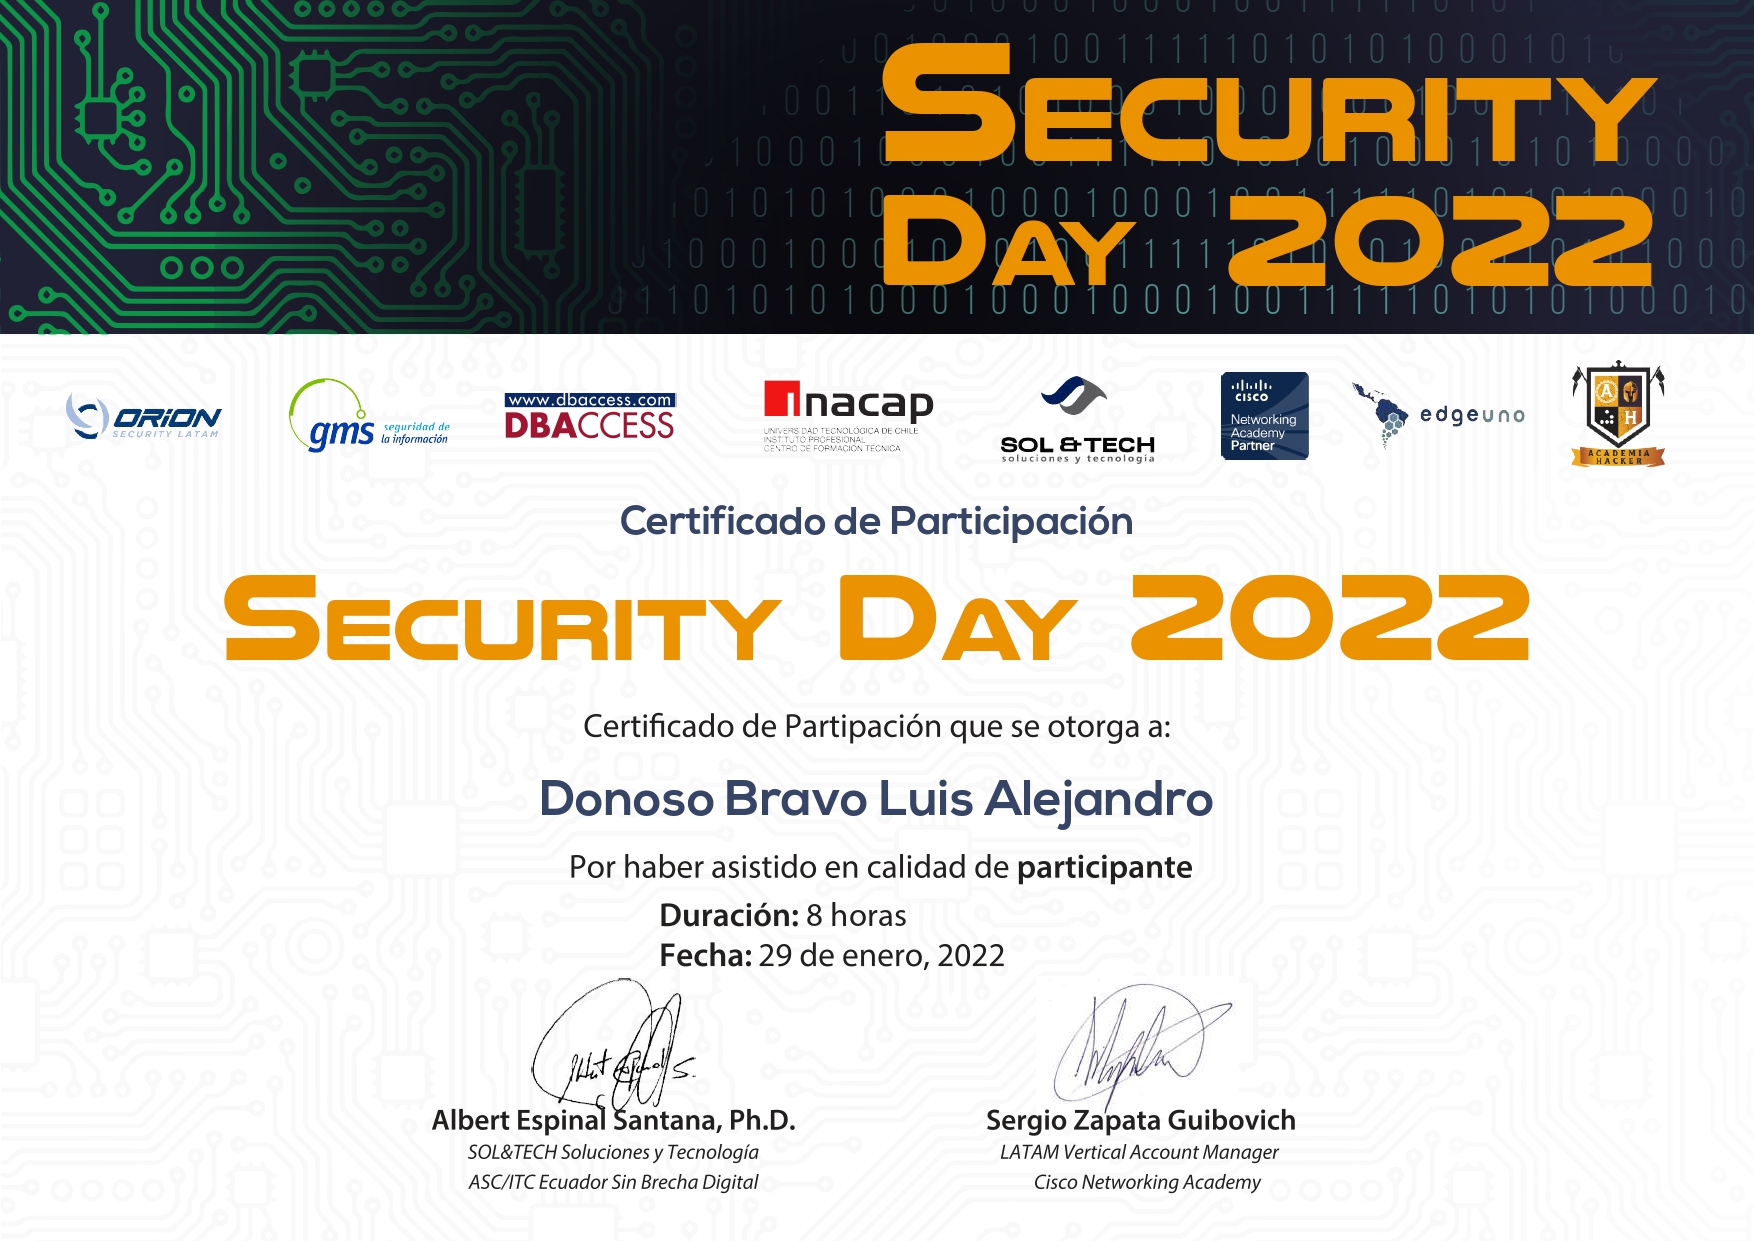 SECURITY
DAY 2022
ORION
SECURITY LATAM
gms seguridad de
la información
www.dbaccess.com
DBACCESS
inacap
UNIVERSIDAD TECNOLÓGICA DE CHILE
INSTITUTO PROFESIONAL
CENTRO DE FORMACIÓN TÉCNICA
SOL & TECH
soluciones y tecnología
CISCO
Networking
Academy
Partner
edgeuno
A
H
ACADEMIA
HACKER
Certificado de Participación
SECURITY DAY 2022
Certificado de Partipación que se otorga a:
Donoso Bravo Luis Alejandro
Por haber asistido en calidad de participante
Duración: 8 horas
Fecha: 29 de enero, 2022
Albert Espinal Santana, Ph.D.
SOL&TECH Soluciones y Tecnología
ASC/ITC Ecuador Sin Brecha Digital
Sergio Zapata Guibovich
LATAM Vertical Account Manager
Cisco Networking Academy